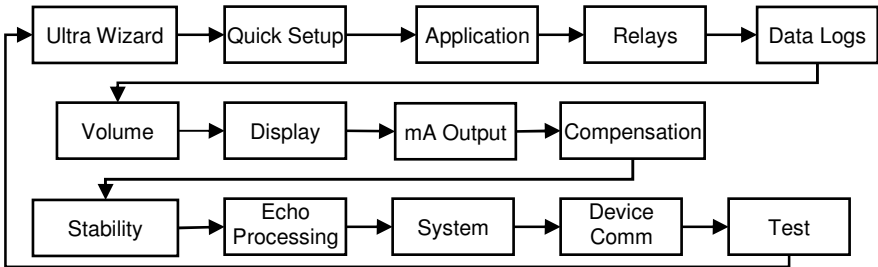 Ultra Wizard
Quick Setup
Application
Relays
Data Logs
Volume
Display
mA Output
Compensation
Stability
Echo
Processing
System
Device
Comm
Test